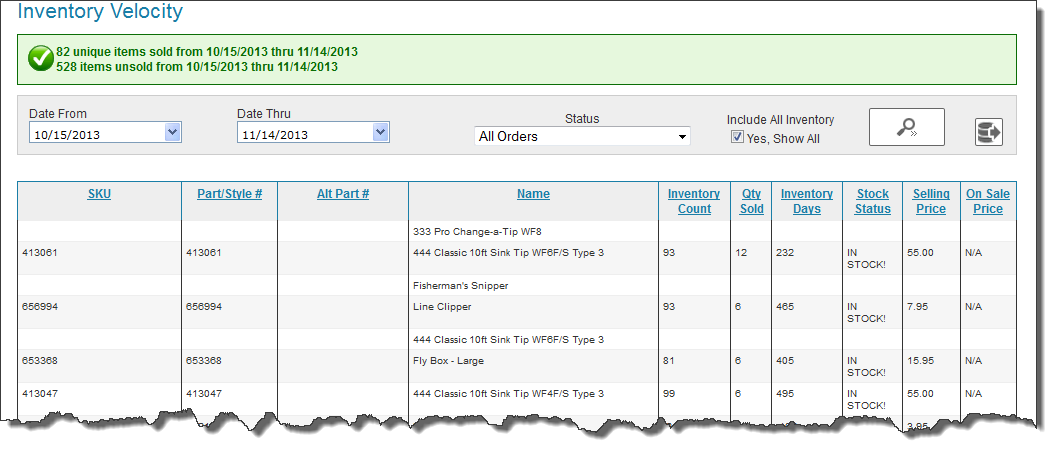 Inventory Velocity
82 unique items sold from 10/15/2013 thru 11/14/2013
528 items unsold from 10/15/2013 thru 11/14/2013
Date From
Date Thru
Status
Include All Inventory
10/15/2013
11/14/2013
All Orders
Yes, Show All
SKU Part/Style # Alt Part # Name Inventory Count Qty Sold Inventory Days Stock Status Selling Price On Sale Price
333 Pro Change-a-Tip WF8
413061 413061 444 Classic 10ft Sink Tip WF6F/S Type 3 93 12 232 IN STOCK! 55.00 N/A
Fisherman's Snipper
656994 656994 Line Clipper 93 6 465 IN STOCK! 7.95 N/A
444 Classic 10ft Sink Tip WF6F/S Type 3
653368 653368 Fly Box - Large 81 6 405 IN STOCK! 15.95 N/A
413047 413047 444 Classic 10ft Sink Tip WF4F/S Type 3 99 6 495 IN STOCK! 55.00 N/A